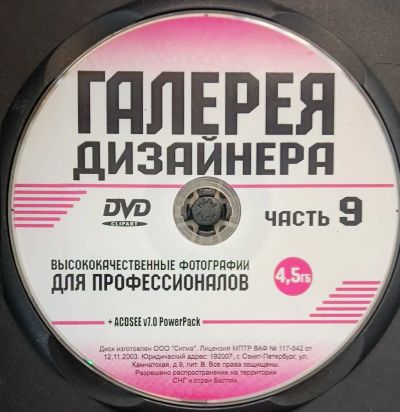 ГАЛЕРЕЯ
ДИЗАЙНЕРА
DVD
CLIPART
ЧАСТЬ 9
ВЫСОКОКАЧЕСТВЕННЫЕ ФОТОГРАФИИ
ДЛЯ ПРОФЕССИОНАЛОВ
4,5ГБ
+ ACDSEE v7.0 PowerPack
Диск изготовлен ООО "Сигма". Лицензия МПТР ВАФ № 117-542 от
12.11.2003. Юридический адрес: 192007, г. Санкт-Петербург, ул.
Камчатская, д.9, лит. В. Все права защищены.
Разрешено распространение на территории
СНГ и стран Балтии.